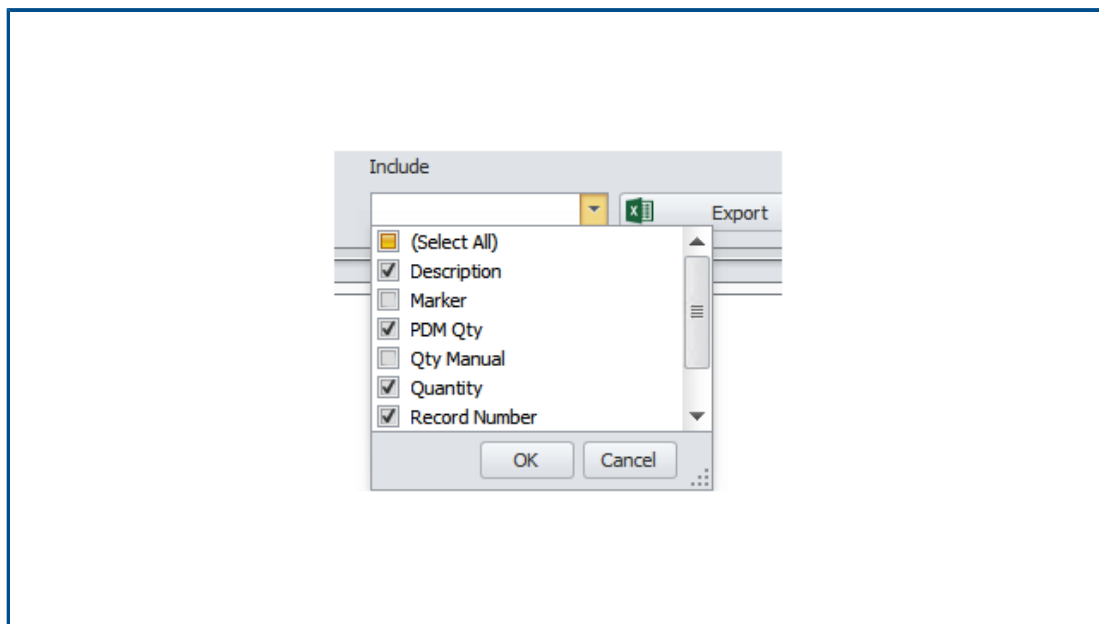 Include
Export
(Select All)
Description
Marker
PDM Qty
Qty Manual
Quantity
Record Number
OK Cancel